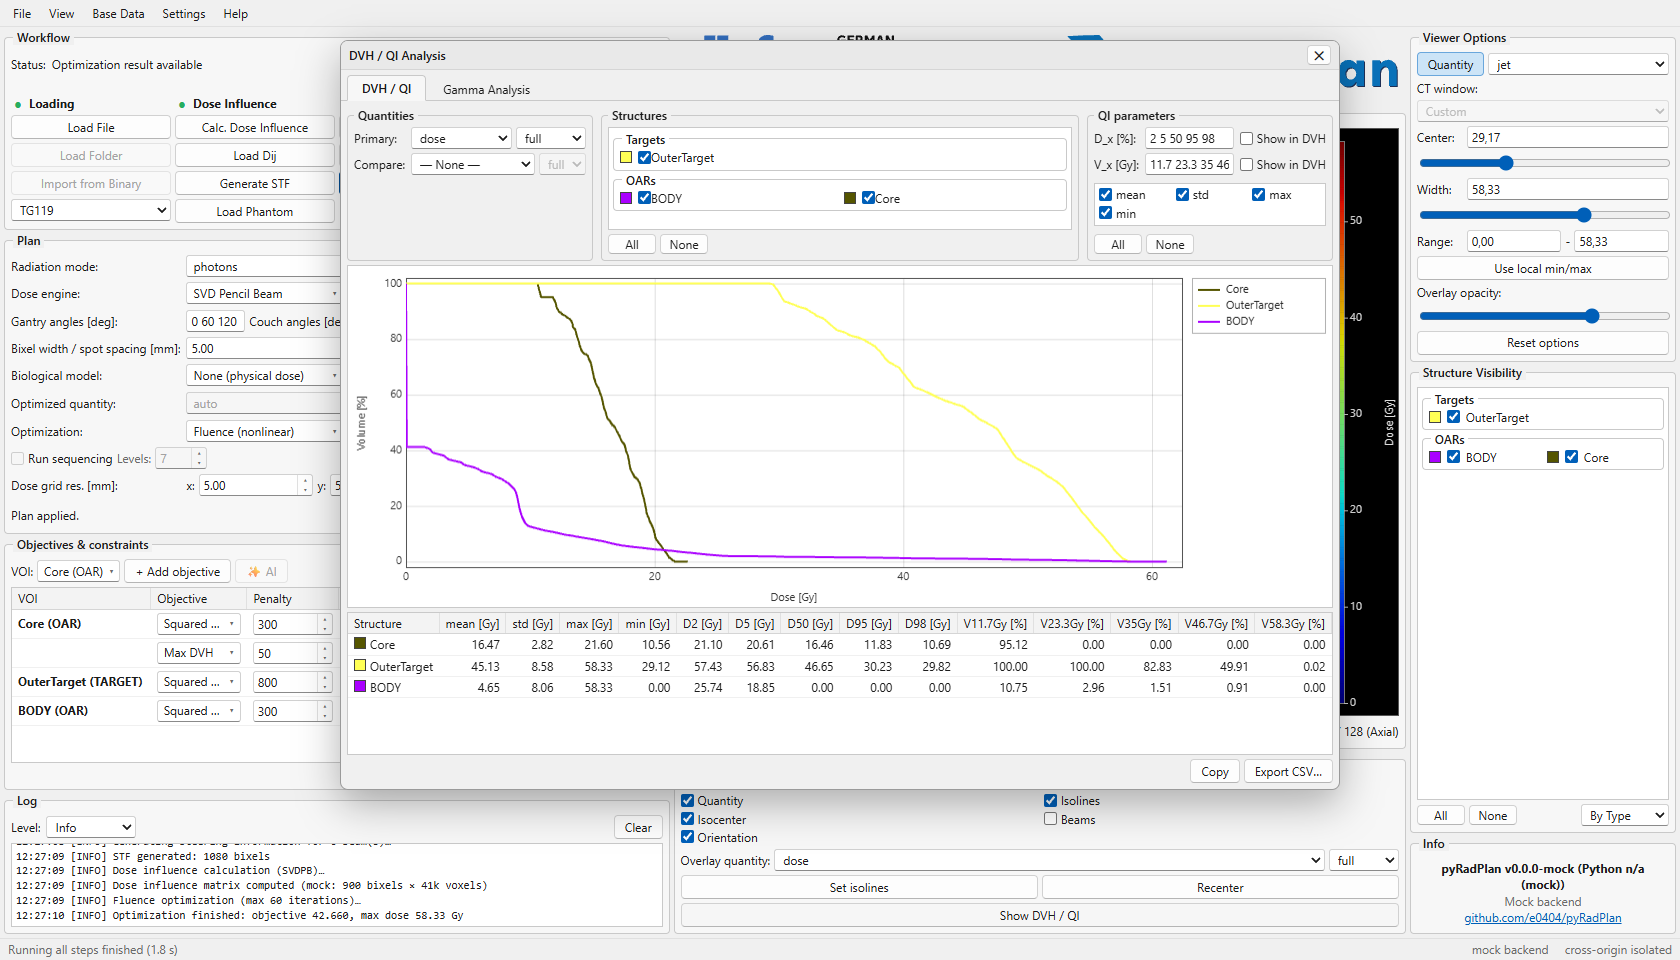 File View Base Data Settings Help
Workflow
Status: Optimization result available
Loading
Dose Influence
Load File
Calc. Dose Influence
Load Folder
Load Dij
Import from Binary
Generate STF
TG119
Load Phantom
Plan
Radiation mode: photons
Dose engine: SVD Pencil Beam
Gantry angles [deg]: 0 60 120 Couch angles [de
Bixel width / spot spacing [mm]: 5.00
Biological model: None (physical dose)
Optimized quantity: auto
Optimization: Fluence (nonlinear)
Run sequencing Levels: 7
Dose grid res. [mm]: x: 5.00 y: 5
Plan applied.
Objectives & constraints
VOI: Core (OAR) + Add objective ✨ AI
VOI Objective Penalty
Core (OAR) Squared ... 300
Max DVH 50
OuterTarget (TARGET) Squared ... 800
BODY (OAR) Squared ... 300
Log
Level: Info Clear
12:27:09 [INFO] STF generated: 1080 bixels
12:27:09 [INFO] Dose influence calculation (SVDPB)…
12:27:09 [INFO] Dose influence matrix computed (mock: 900 bixels × 41k voxels)
12:27:09 [INFO] Fluence optimization (max 60 iterations)…
12:27:10 [INFO] Optimization finished: objective 42.660, max dose 58.33 Gy
Running all steps finished (1.8 s)
GERMAN
an
DVH / QI Analysis
DVH / QI
Gamma Analysis
Quantities
Primary: dose full
Compare: — None — full
Structures
Targets
OuterTarget
OARs
BODY Core
All None
QI parameters
D_x [%]: 2 5 50 95 98 Show in DVH
V_x [Gy]: 11.7 23.3 35 46 Show in DVH
mean std max
min
All None
100
80
60
40
20
0
Volume [%]
0 20 40 60
Dose [Gy]
Core
OuterTarget
BODY
Structure mean [Gy] std [Gy] max [Gy] min [Gy] D2 [Gy] D5 [Gy] D50 [Gy] D95 [Gy] D98 [Gy] V11.7Gy [%] V23.3Gy [%] V35Gy [%] V46.7Gy [%] V58.3Gy [%]
Core 16.47 2.82 21.60 10.56 21.10 20.61 16.46 11.83 10.69 95.12 0.00 0.00 0.00 0.00
OuterTarget 45.13 8.58 58.33 29.12 57.43 56.83 46.65 30.23 29.82 100.00 100.00 82.83 49.91 0.02
BODY 4.65 8.06 58.33 0.00 25.74 18.85 0.00 0.00 0.00 10.75 2.96 1.51 0.91 0.00
Copy Export CSV...
50
40
30
20
10
0
Dose [Gy]
128 (Axial)
Quantity Isolines
Isocenter Beams
Orientation
Overlay quantity: dose full
Set isolines Recenter
Show DVH / QI
Viewer Options
Quantity jet
CT window:
Custom
Center: 29,17
Width: 58,33
Range: 0,00 - 58,33
Use local min/max
Overlay opacity:
Reset options
Structure Visibility
Targets
OuterTarget
OARs
BODY Core
All None By Type
Info
pyRadPlan v0.0.0-mock (Python n/a
(mock))
Mock backend
github.com/e0404/pyRadPlan
mock backend cross-origin isolated